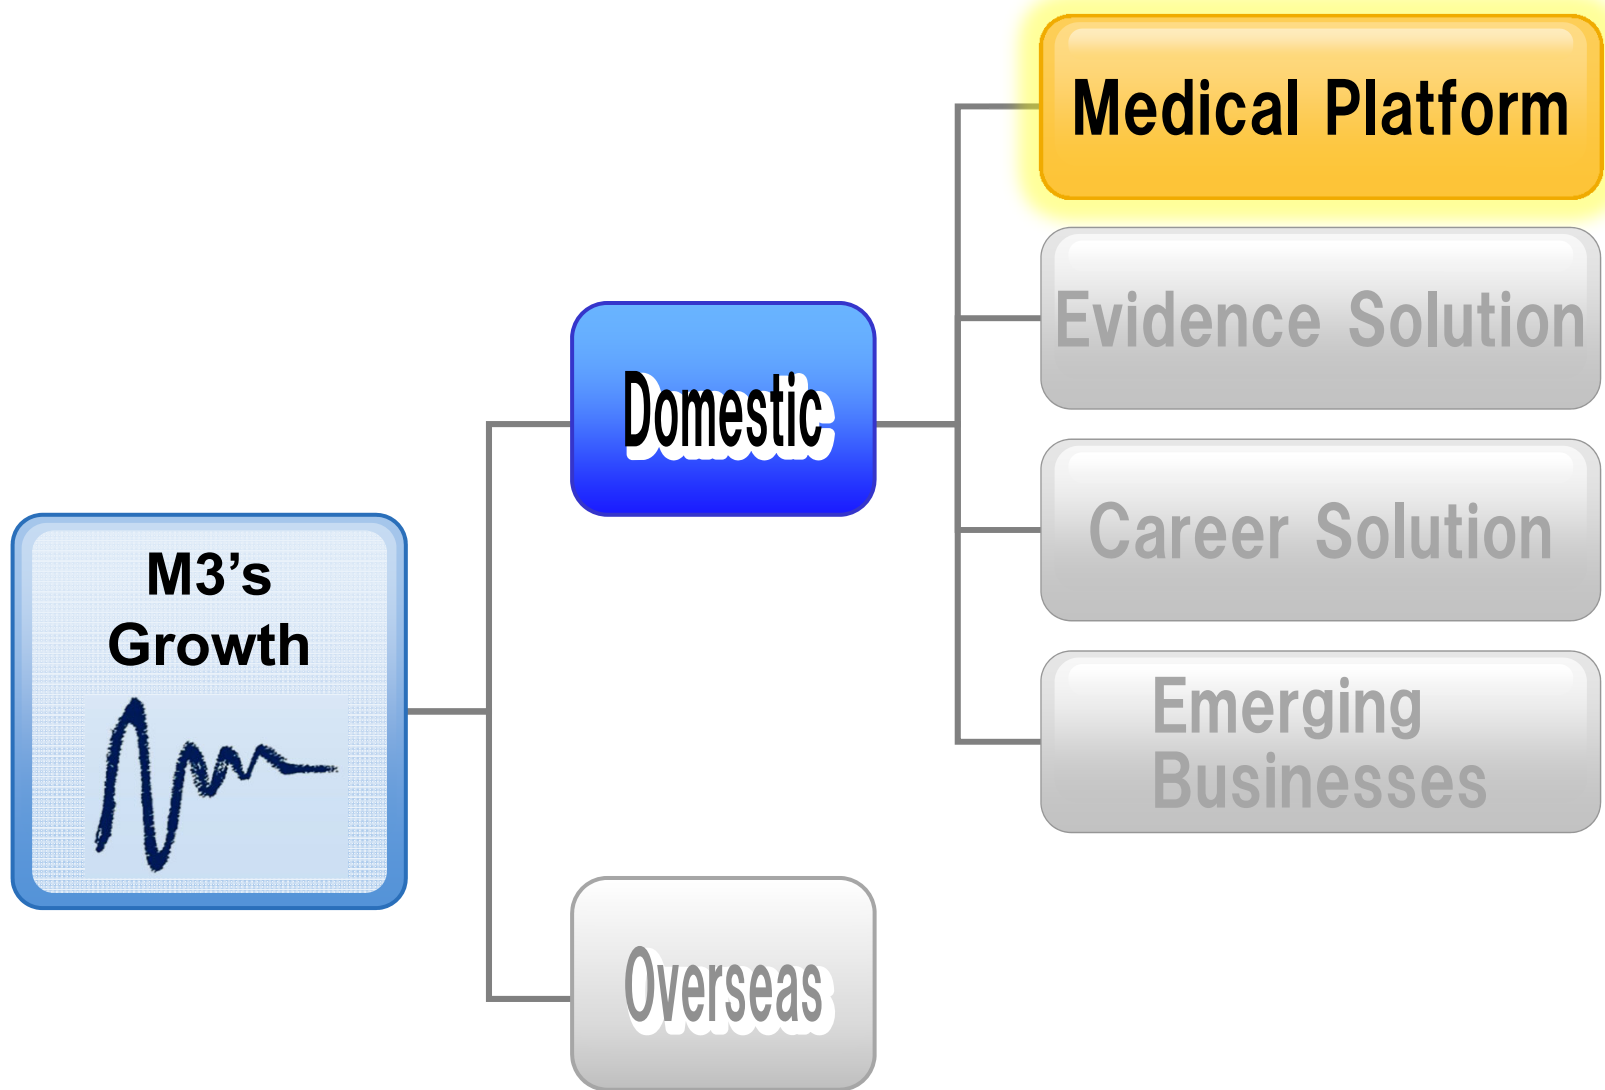 M3’s
Growth
Domestic
Overseas
Medical Platform
Evidence Solution
Career Solution
Emerging
Businesses